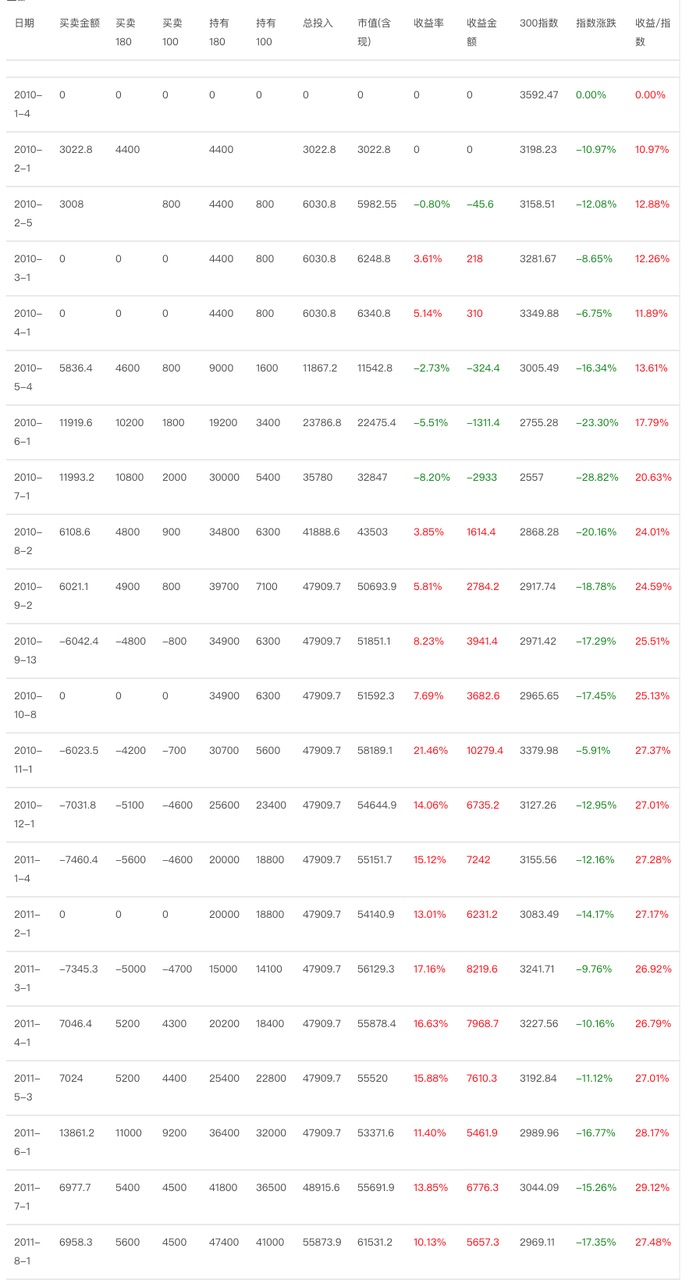 日期 买卖金额 买卖180 买卖100 持有180 持有100 总投入 市值(含现) 收益率 收益金额 300指数 指数涨跌 收益/指数
2010-1-4 0 0 0 0 0 0 0 0 0 3592.47 0.00% 0.00%
2010-2-1 3022.8 4400 4400 3022.8 3022.8 0 0 3198.23 -10.97% 10.97%
2010-2-5 3008 800 4400 800 6030.8 5982.55 -0.80% -45.6 3158.51 -12.08% 12.88%
2010-3-1 0 0 0 4400 800 6030.8 6248.8 3.61% 218 3281.67 -8.65% 12.26%
2010-4-1 0 0 0 4400 800 6030.8 6340.8 5.14% 310 3349.88 -6.75% 11.89%
2010-5-4 5836.4 4600 800 9000 1600 11867.2 11542.8 -2.73% -324.4 3005.49 -16.34% 13.61%
2010-6-1 11919.6 10200 1800 19200 3400 23786.8 22475.4 -5.51% -1311.4 2755.28 -23.30% 17.79%
2010-7-1 11993.2 10800 2000 30000 5400 35780 32847 -8.20% -2933 2557 -28.82% 20.63%
2010-8-2 6108.6 4800 900 34800 6300 41888.6 43503 3.85% 1614.4 2868.28 -20.16% 24.01%
2010-9-2 6021.1 4900 800 39700 7100 47909.7 50693.9 5.81% 2784.2 2917.74 -18.78% 24.59%
2010-9-13 -6042.4 -4800 -800 34900 6300 47909.7 51851.1 8.23% 3941.4 2971.42 -17.29% 25.51%
2010-10-8 0 0 0 34900 6300 47909.7 51592.3 7.69% 3682.6 2965.65 -17.45% 25.13%
2010-11-1 -6023.5 -4200 -700 30700 5600 47909.7 58189.1 21.46% 10279.4 3379.98 -5.91% 27.37%
2010-12-1 -7031.8 -5100 -4600 25600 23400 47909.7 54644.9 14.06% 6735.2 3127.26 -12.95% 27.01%
2011-1-4 -7460.4 -5600 -4600 20000 18800 47909.7 55151.7 15.12% 7242 3155.56 -12.16% 27.28%
2011-2-1 0 0 0 20000 18800 47909.7 54140.9 13.01% 6231.2 3083.49 -14.17% 27.17%
2011-3-1 -7345.3 -5000 -4700 15000 14100 47909.7 56129.3 17.16% 8219.6 3241.71 -9.76% 26.92%
2011-4-1 7046.4 5200 4300 20200 18400 47909.7 55878.4 16.63% 7968.7 3227.56 -10.16% 26.79%
2011-5-3 7024 5200 4400 25400 22800 47909.7 55520 15.88% 7610.3 3192.84 -11.12% 27.01%
2011-6-1 13861.2 11000 9200 36400 32000 47909.7 53371.6 11.40% 5461.9 2989.96 -16.77% 28.17%
2011-7-1 6977.7 5400 4500 41800 36500 48915.6 55691.9 13.85% 6776.3 3044.09 -15.26% 29.12%
2011-8-1 6958.3 5600 4500 47400 41000 55873.9 61531.2 10.13% 5657.3 2969.11 -17.35% 27.48%